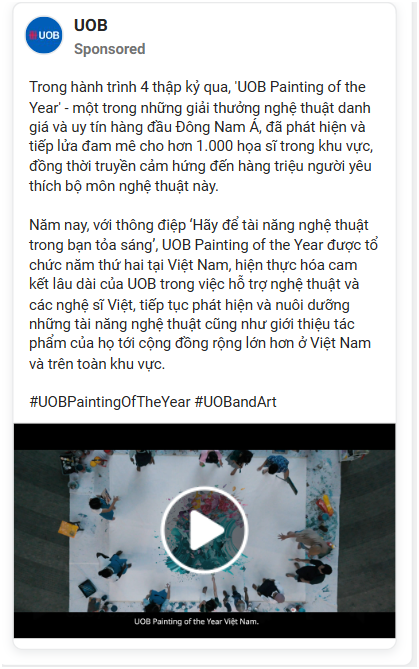 UOB
UOB
Sponsored
Trong hành trình 4 thập kỷ qua, 'UOB Painting of the
Year' - một trong những giải thưởng nghệ thuật danh
giá và uy tín hàng đầu Đông Nam Á, đã phát hiện và
tiếp lửa đam mê cho hơn 1.000 họa sĩ trong khu vực,
đồng thời truyền cảm hứng đến hàng triệu người yêu
thích bộ môn nghệ thuật này.
Năm nay, với thông điệp ‘Hãy để tài năng nghệ thuật
trong bạn tỏa sáng’, UOB Painting of the Year được tổ
chức năm thứ hai tại Việt Nam, hiện thực hóa cam
kết lâu dài của UOB trong việc hỗ trợ nghệ thuật và
các nghệ sĩ Việt, tiếp tục phát hiện và nuôi dưỡng
những tài năng nghệ thuật cũng như giới thiệu tác
phẩm của họ tới cộng đồng rộng lớn hơn ở Việt Nam
và trên toàn khu vực.
#UOBPaintingOfTheYear #UOBandArt
UOB Painting of the Year Việt Nam.